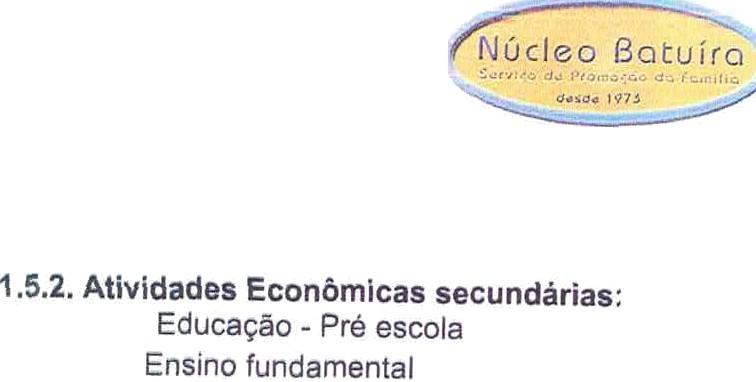 Núcleo Batuíra
Serviço de Promoção da Família
desde 1973
1.5.2. Atividades Econômicas secundárias:
Educação - Pré escola
Ensino fundamental